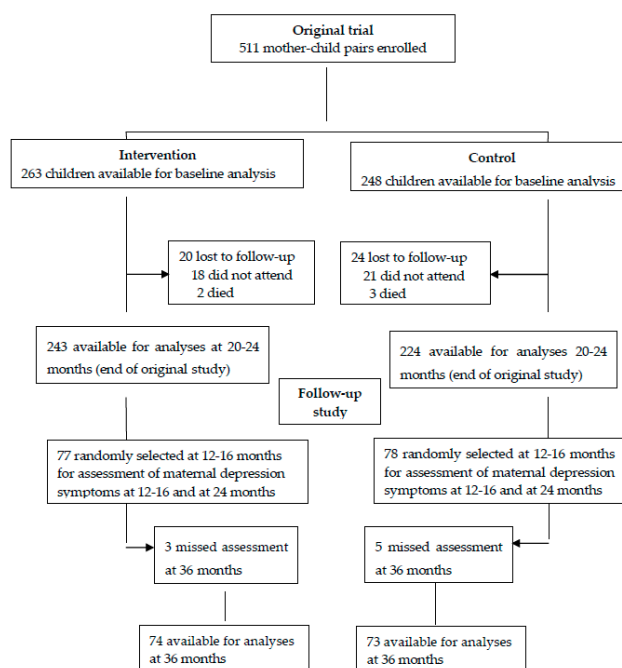 Original trial
511 mother-child pairs enrolled
Intervention
263 children available for baseline analysis
Control
248 children available for baseline analysis
20 lost to follow-up
18 did not attend
2 died
24 lost to follow-up
21 did not attend
3 died
243 available for analyses at 20-24
months (end of original study)
224 available for analyses 20-24
months (end of original study)
Follow-up
study
77 randomly selected at 12-16 months
for assessment of maternal depression
symptoms at 12-16 and at 24 months
78 randomly selected at 12-16 months
for assessment of maternal depression
symptoms at 12-16 and at 24 months
3 missed assessment
at 36 months
5 missed assessment
at 36 months
74 available for analyses
at 36 months
73 available for analyses
at 36 months